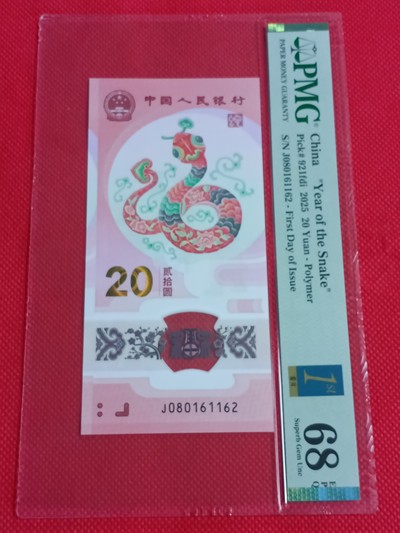 中国人民银行
20
贰拾圆
J080161162
PMG
PAPER MONEY GUARANTY
China "Year of the Snake"
Pick# 921fdi 2025 20 Yuan - Polymer
S/N J080161162 - First Day of Issue
1st
68
Superb Gem Unc
E
P
Q